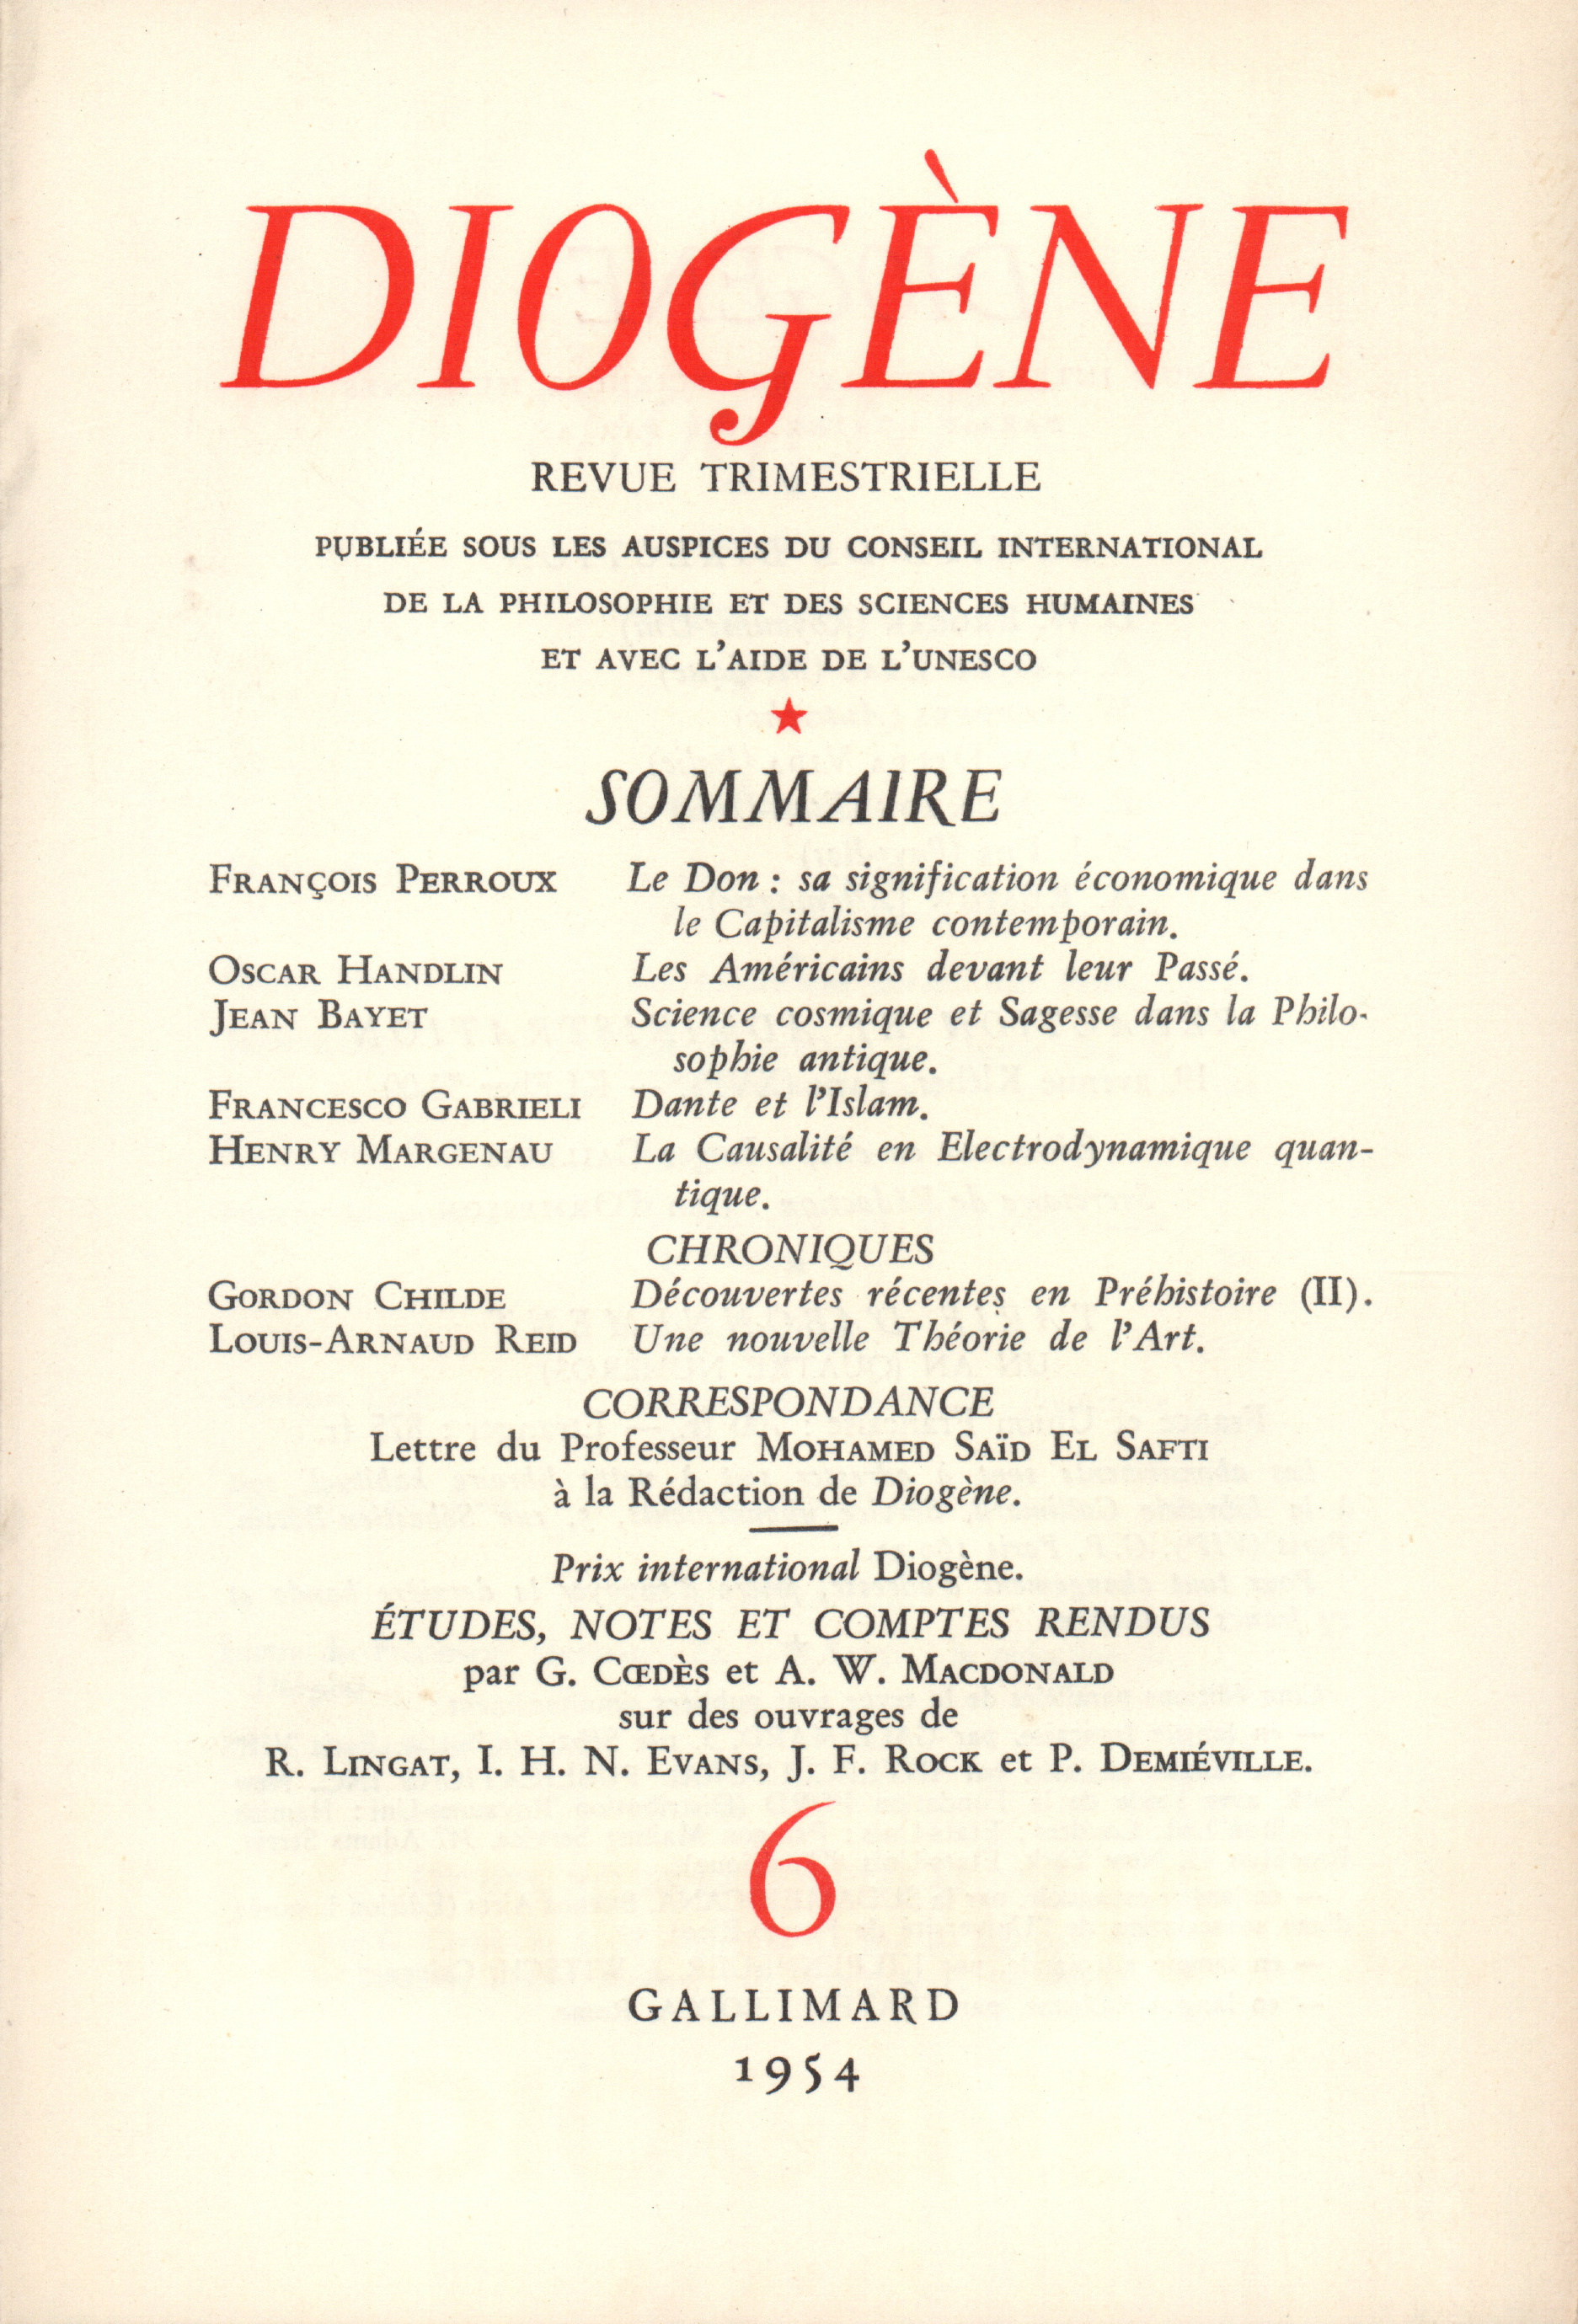 DIOGÈNE
REVUE TRIMESTRIELLE
PUBLIÉE SOUS LES AUSPICES DU CONSEIL INTERNATIONAL
DE LA PHILOSOPHIE ET DES SCIENCES HUMAINES
ET AVEC L'AIDE DE L'UNESCO
★
SOMMAIRE
FRANÇOIS PERROUX Le Don : sa signification économique dans
le Capitalisme contemporain.
OSCAR HANDLIN Les Américains devant leur Passé.
JEAN BAYET Science cosmique et Sagesse dans la Philo-
sophie antique.
FRANCESCO GABRIELI Dante et l'Islam.
HENRY MARGENAU La Causalité en Electrodynamique quan-
tique.
CHRONIQUES
GORDON CHILDE Découvertes récentes en Préhistoire (II).
LOUIS-ARNAUD REID Une nouvelle Théorie de l'Art.
CORRESPONDANCE
Lettre du Professeur MOHAMED SAÏD EL SAFTI
à la Rédaction de Diogène.
Prix international Diogène.
ÉTUDES, NOTES ET COMPTES RENDUS
par G. CŒDÈS et A. W. MACDONALD
sur des ouvrages de
R. LINGAT, I. H. N. EVANS, J. F. ROCK et P. DEMIÉVILLE.
6
GALLIMARD
1954